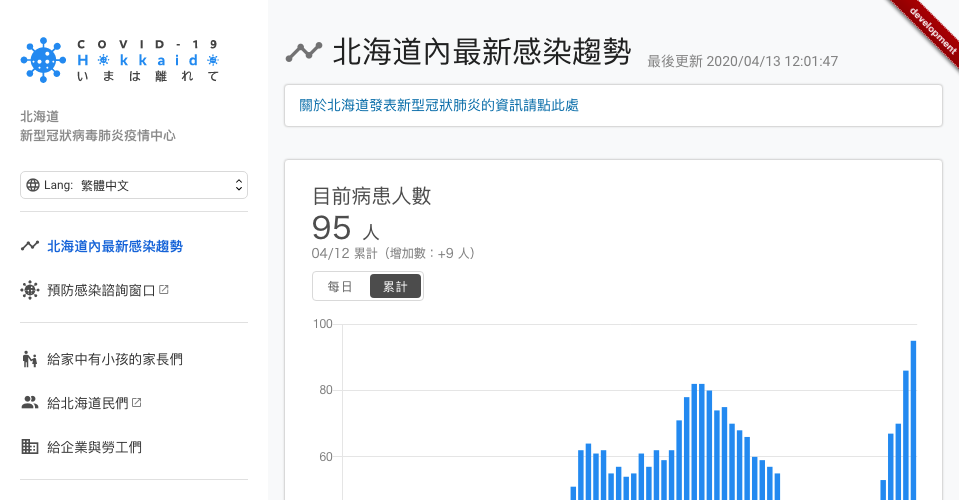 COVID-19
Hokkaido
いまは離れて
北海道
新型冠狀病毒肺炎疫情中心
Lang: 繁體中文
北海道內最新感染趨勢
預防感染諮詢窗口
給家中有小孩的家長們
給北海道民們
給企業與勞工們
development
北海道內最新感染趨勢
最後更新 2020/04/13 12:01:47
關於北海道發表新型冠狀肺炎的資訊請點此處
目前病患人數
95 人
04/12 累計（增加數：+9 人）
每日 累計
100
80
60